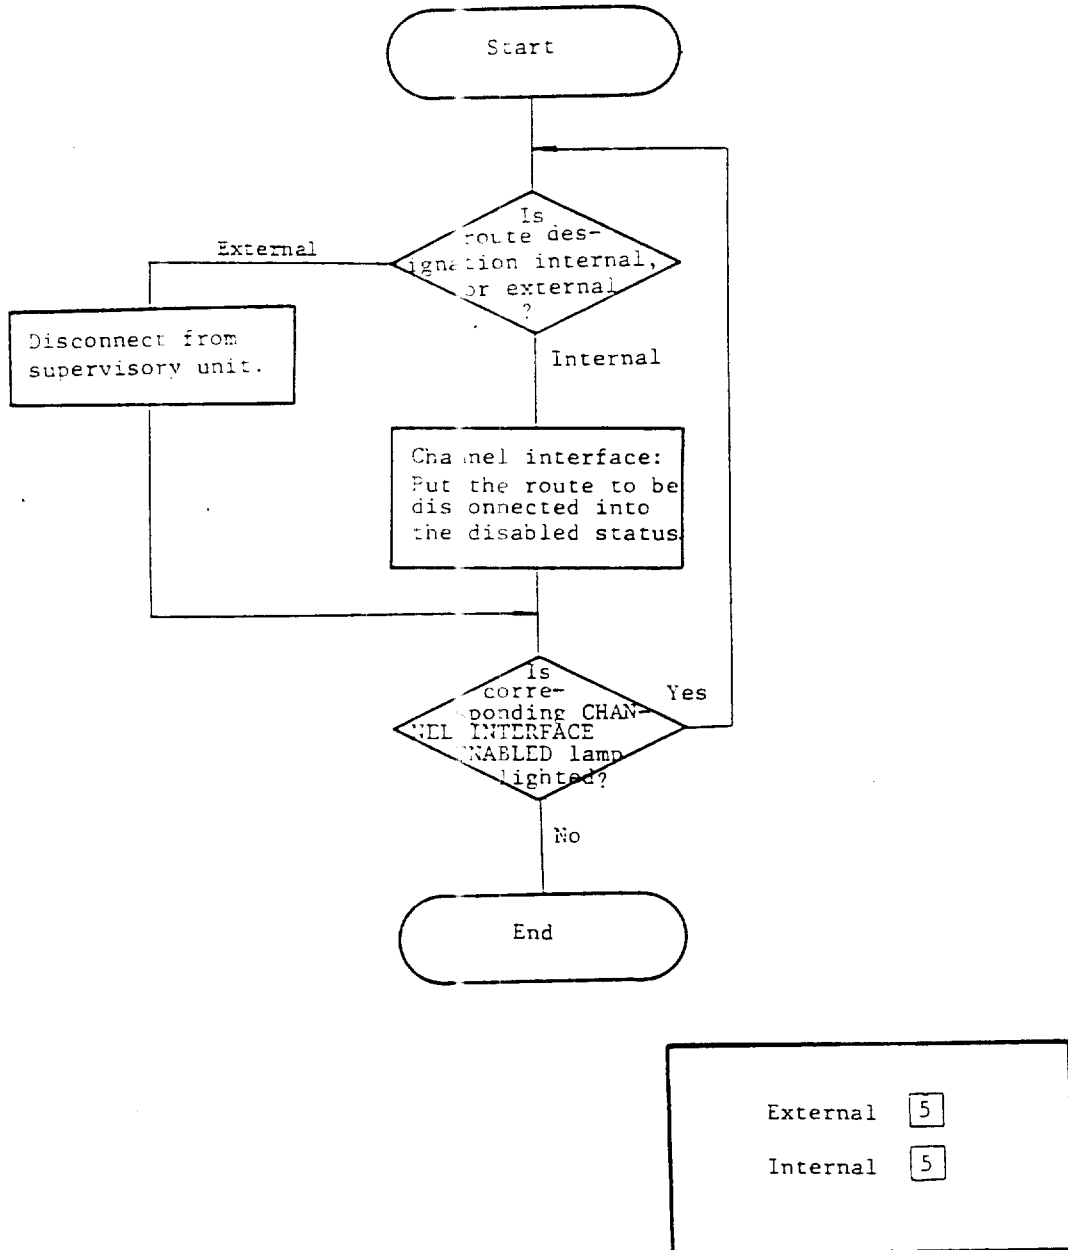 Start
Is
route des-
ignation internal,
or external
?
External
Internal
Disconnect from
supervisory unit.
Channel interface:
Put the route to be
disconnected into
the disabled status
Is
corre-
sponding CHAN-
NEL INTERFACE
ENABLED lamp
lighted?
Yes
No
End
External 5
Internal 5